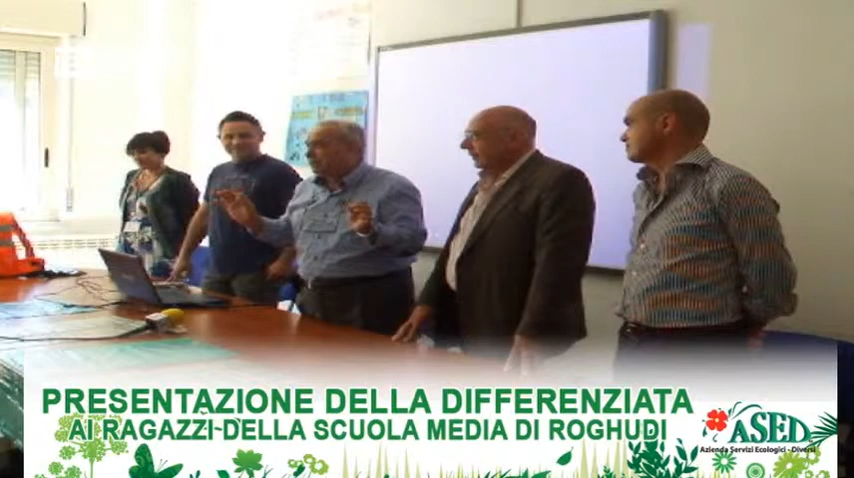 PRESENTAZIONE DELLA DIFFERENZIATA
AI RAGAZZI DELLA SCUOLA MEDIA DI ROGHUDI
ASED
Azienda Servizi Ecologici - Diversi